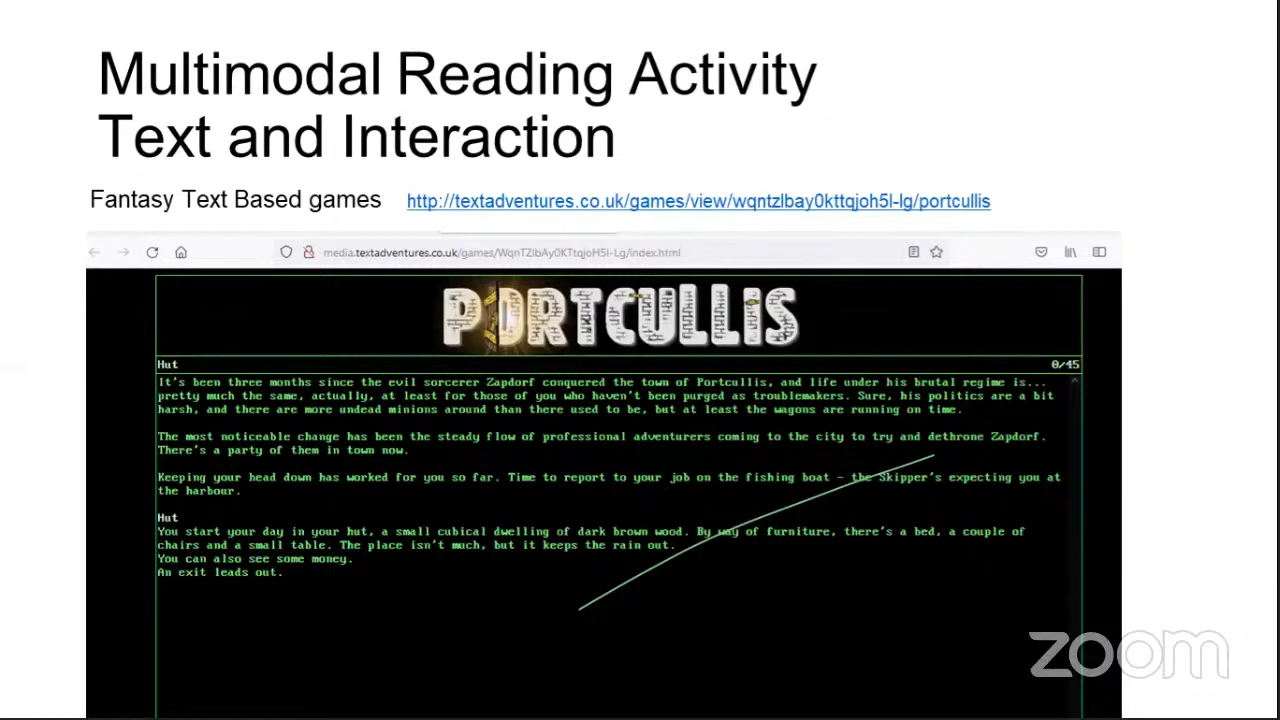 Multimodal Reading Activity
Text and Interaction
Fantasy Text Based games http://textadventures.co.uk/games/view/wqntzlbay0kttqjoh5l-lg/portcullis
media.textadventures.co.uk/games/WqnTZlbAy0KTtqjoH5l-Lg/index.html
PORTCULLIS
Hut 0/45
It's been three months since the evil sorcerer Zapdorf conquered the town of Portcullis, and life under his brutal regime is...
pretty much the same, actually, at least for those of you who haven't been purged as troublemakers. Sure, his politics are a bit
harsh, and there are more undead minions around than there used to be, but at least the wagons are running on time.
The most noticeable change has been the steady flow of professional adventurers coming to the city to try and dethrone Zapdorf.
There's a party of them in town now.
Keeping your head down has worked for you so far. Time to report to your job on the fishing boat - the Skipper's expecting you at
the harbour.
Hut
You start your day in your hut, a small cubical dwelling of dark brown wood. By way of furniture, there's a bed, a couple of
chairs and a small table. The place isn't much, but it keeps the rain out.
You can also see some money.
An exit leads out.
zoom